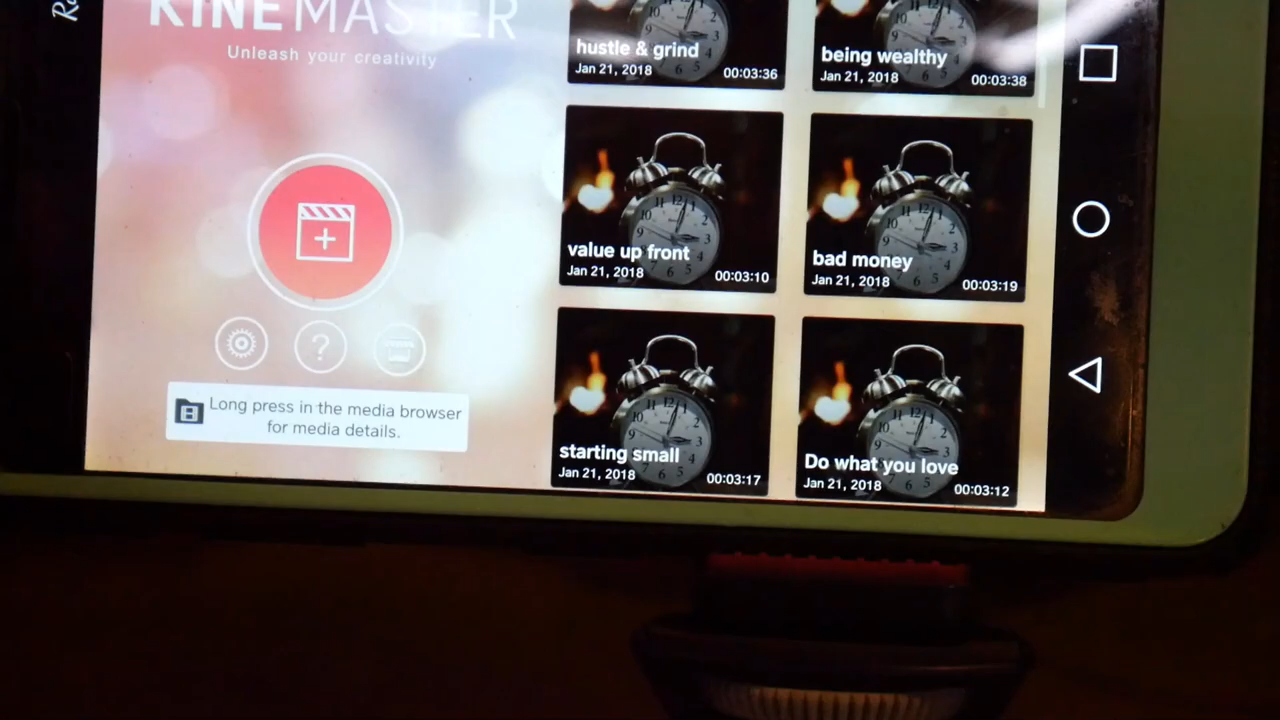 KINEMASTER
Unleash your creativity
Long press in the media browser
for media details.
hustle & grind
Jan 21, 2018 00:03:36
being wealthy
Jan 21, 2018 00:03:38
value up front
Jan 21, 2018 00:03:10
bad money
Jan 21, 2018 00:03:19
starting small
Jan 21, 2018 00:03:17
Do what you love
Jan 21, 2018 00:03:12